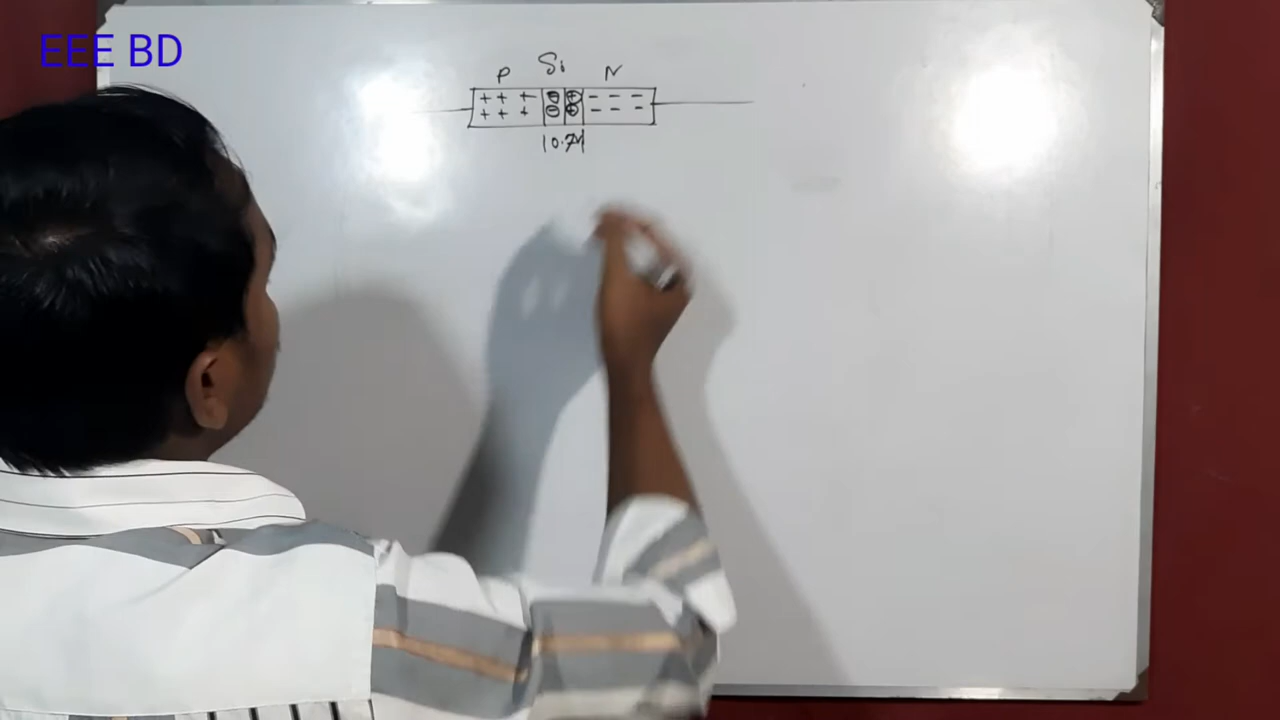 EEE BD
Si
P N
+ + + ⊖ ⊕ - - -
+ + + ⊖ ⊕ - - -
0.7V